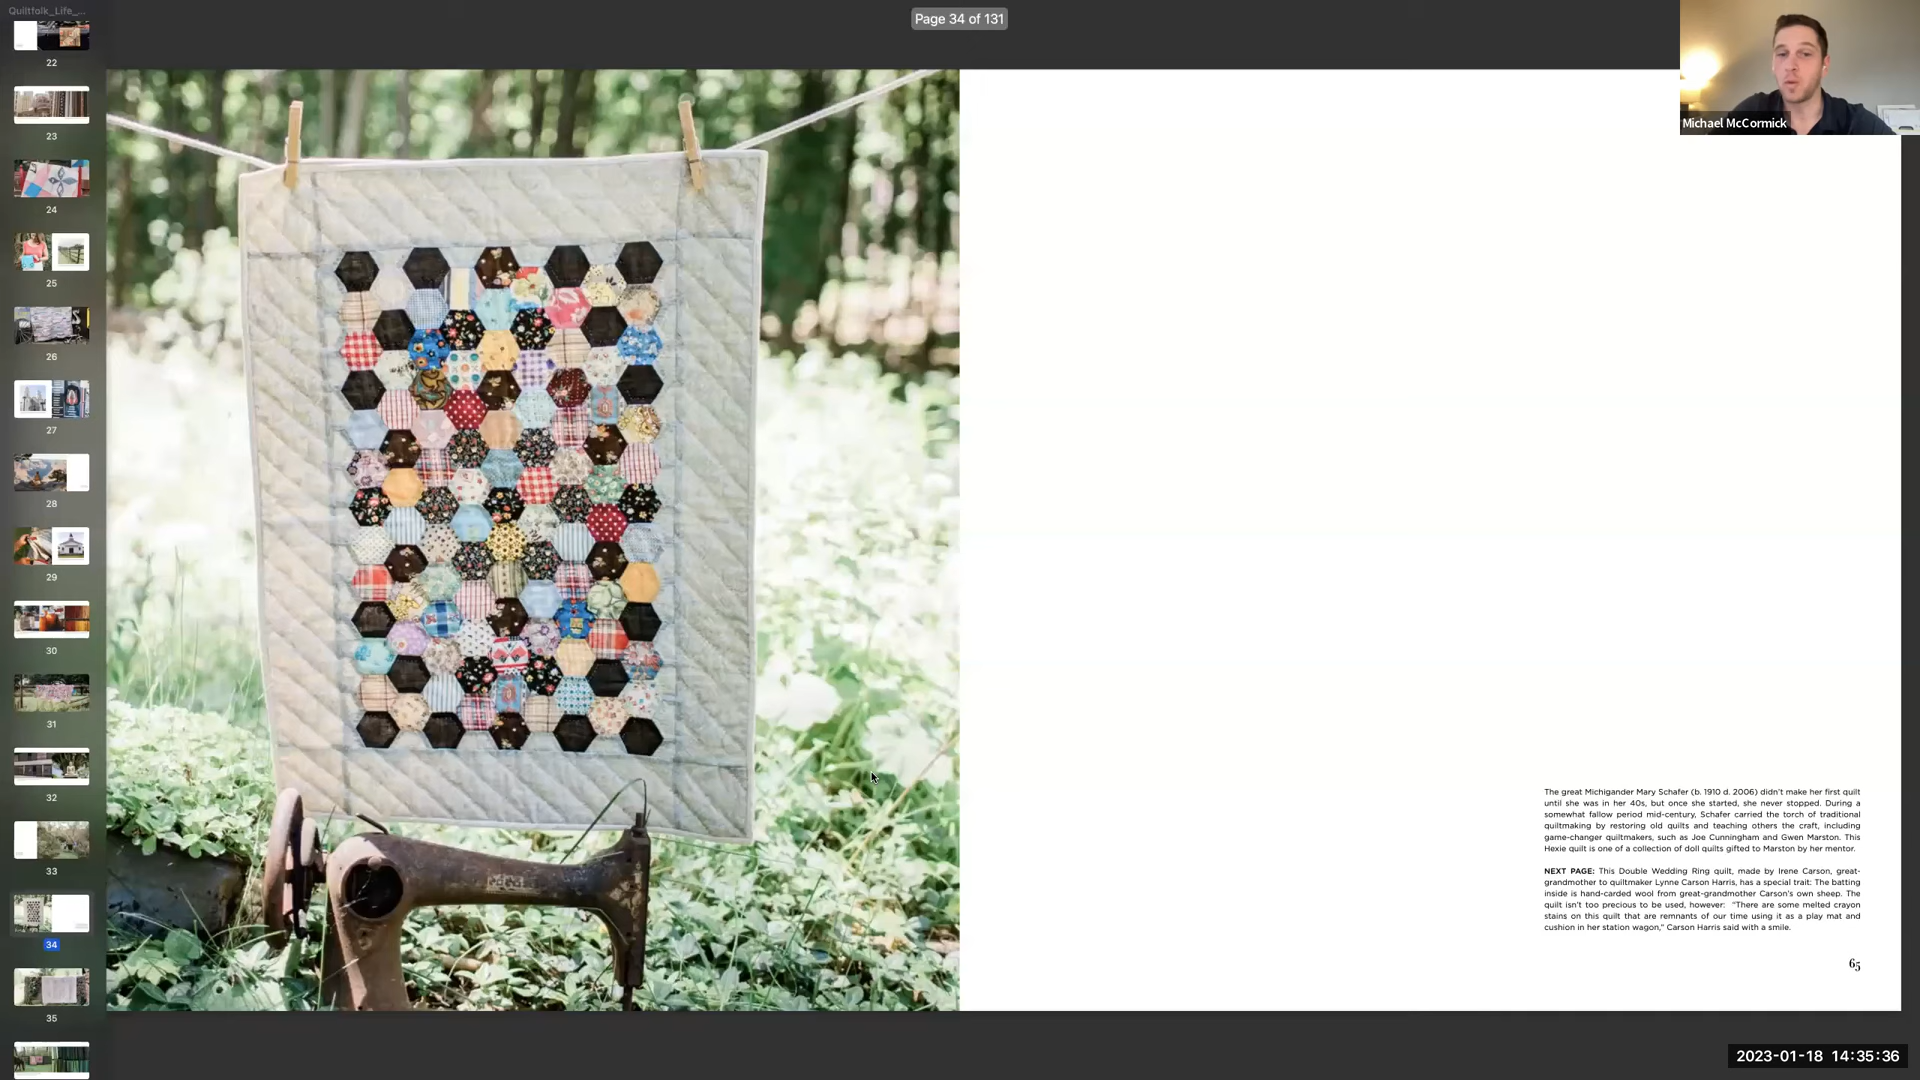 Quiltfolk_Life_...
Page 34 of 131
22
23
24
25
26
27
28
29
30
31
32
33
34
35
Michael McCormick
The great Michigander Mary Schafer (b. 1910 d. 2006) didn't make her first quilt
until she was in her 40s, but once she started, she never stopped. During a
somewhat fallow period mid-century, Schafer carried the torch of traditional
quiltmaking by restoring old quilts and teaching others the craft, including
game-changer quiltmakers, such as Joe Cunningham and Gwen Marston. This
Hexie quilt is one of a collection of doll quilts gifted to Marston by her mentor.
NEXT PAGE: This Double Wedding Ring quilt, made by Irene Carson, great-
grandmother to quiltmaker Lynne Carson Harris, has a special trait: The batting
inside is hand-carded wool from great-grandmother Carson's own sheep. The
quilt isn't too precious to be used, however: "There are some melted crayon
stains on this quilt that are remnants of our time using it as a play mat and
cushion in her station wagon," Carson Harris said with a smile.
65
2023-01-18 14:35:36